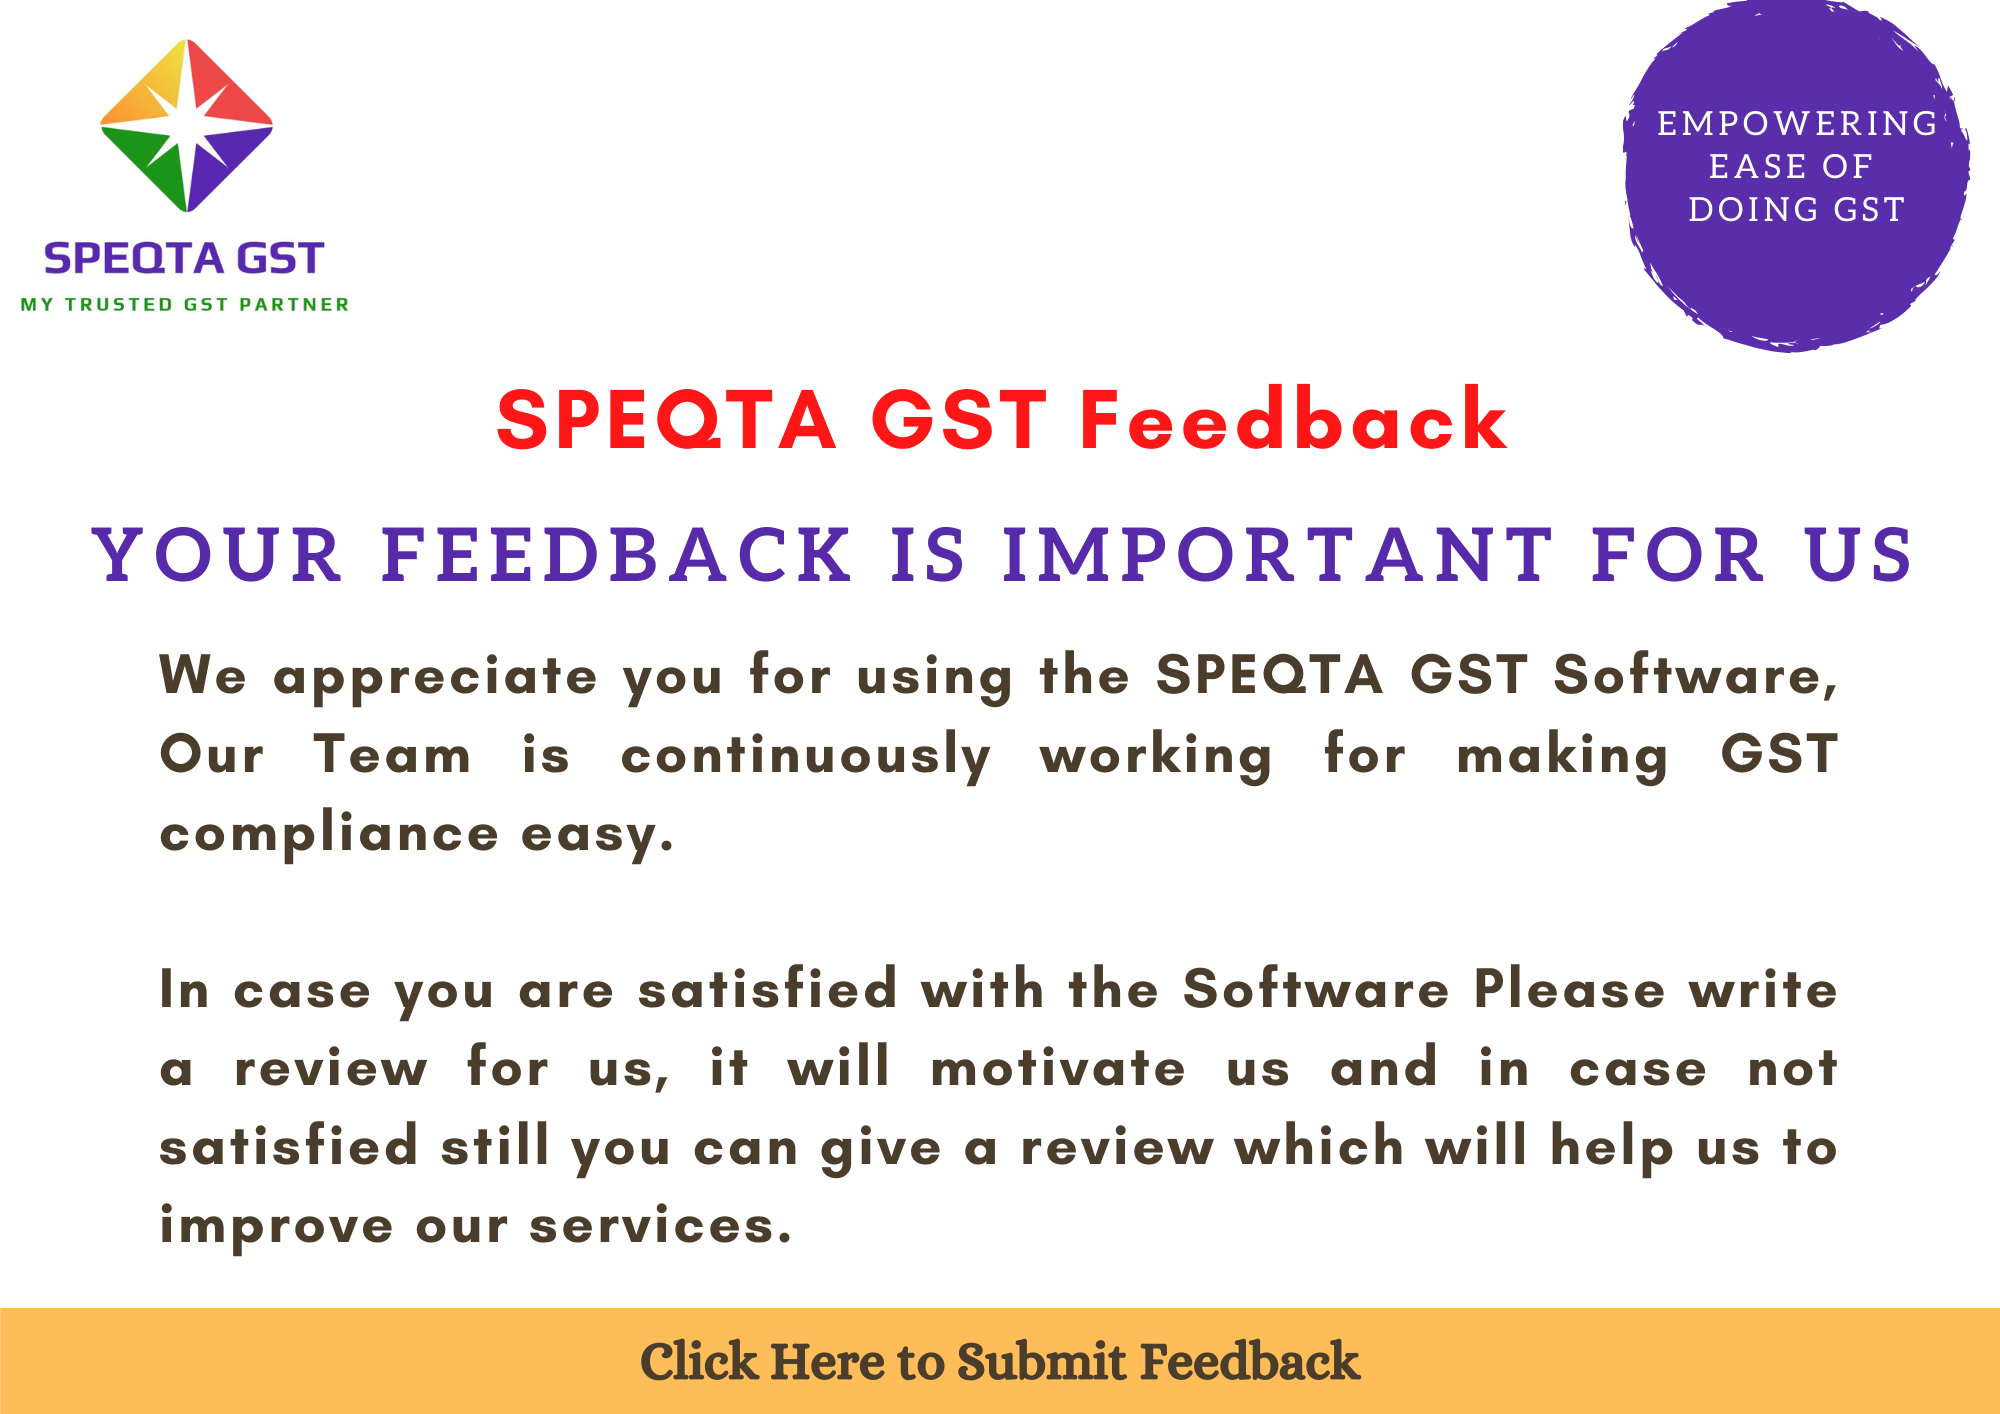 SPEQTA GST
MY TRUSTED GST PARTNER
EMPOWERING
EASE OF
DOING GST
SPEQTA GST Feedback
YOUR FEEDBACK IS IMPORTANT FOR US
We appreciate you for using the SPEQTA GST Software,
Our Team is continuously working for making GST
compliance easy.
In case you are satisfied with the Software Please write
a review for us, it will motivate us and in case not
satisfied still you can give a review which will help us to
improve our services.
Click Here to Submit Feedback